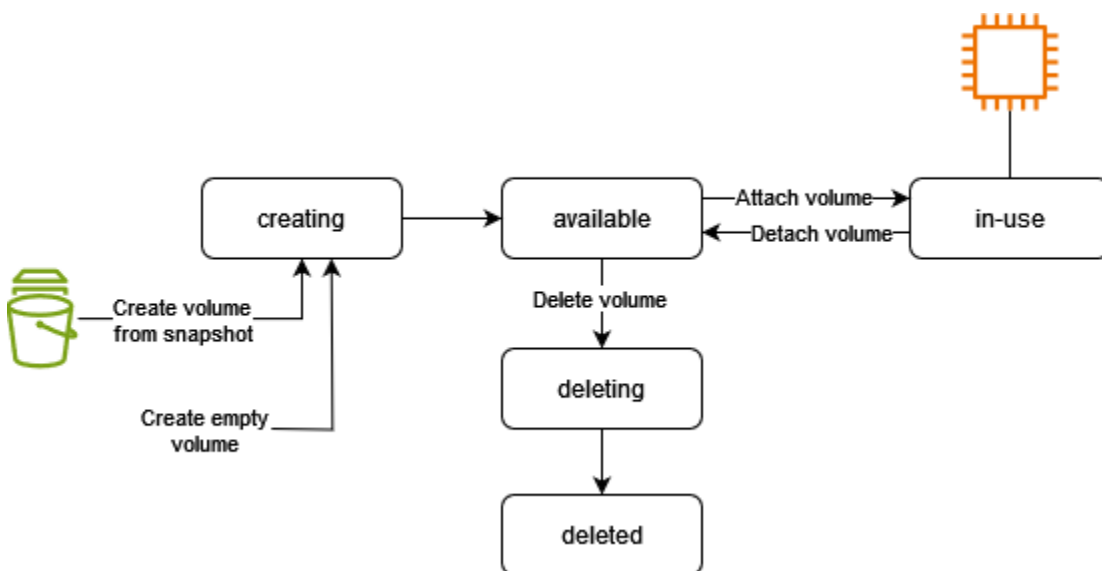 creating
available
Attach volume
Detach volume
in-use
Create volume
from snapshot
Delete volume
deleting
Create empty
volume
deleted